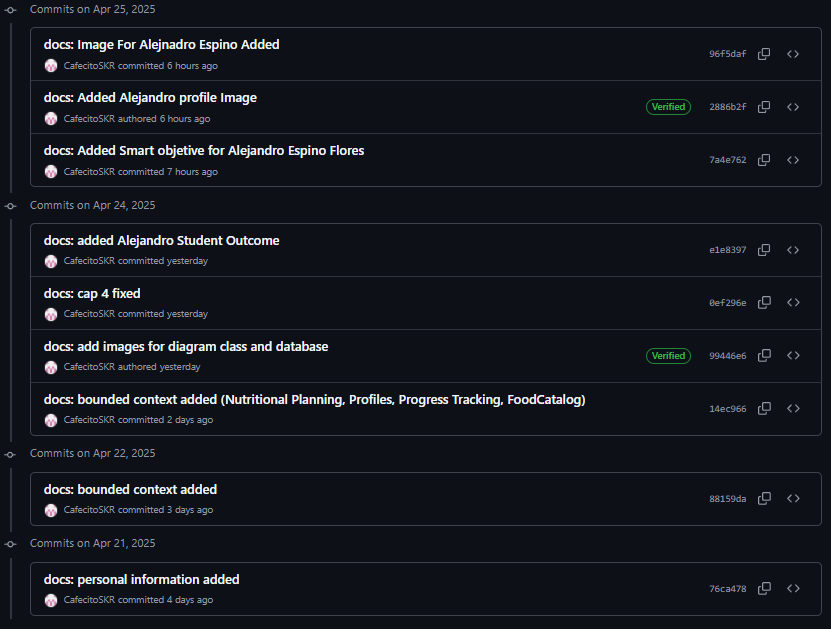 Commits on Apr 25, 2025
docs: Image For Alejnadro Espino Added
CafecitoSKR committed 6 hours ago
96f5daf
docs: Added Alejandro profile Image
CafecitoSKR authored 6 hours ago
Verified
2886b2f
docs: Added Smart objetive for Alejandro Espino Flores
CafecitoSKR committed 7 hours ago
7a4e762
Commits on Apr 24, 2025
docs: added Alejandro Student Outcome
CafecitoSKR committed yesterday
e1e8397
docs: cap 4 fixed
CafecitoSKR committed yesterday
0ef296e
docs: add images for diagram class and database
CafecitoSKR authored yesterday
Verified
99446e6
docs: bounded context added (Nutritional Planning, Profiles, Progress Tracking, FoodCatalog)
CafecitoSKR committed 2 days ago
14ec966
Commits on Apr 22, 2025
docs: bounded context added
CafecitoSKR committed 3 days ago
88159da
Commits on Apr 21, 2025
docs: personal information added
CafecitoSKR committed 4 days ago
76ca478